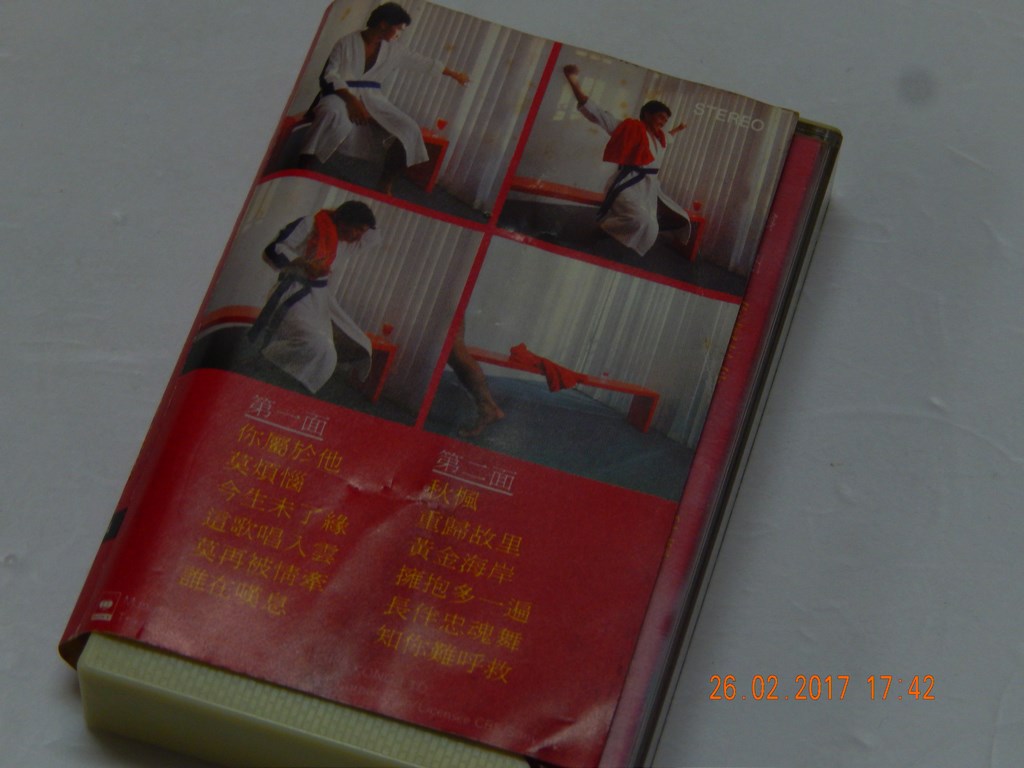 STEREO
第一面
你屬於他
莫煩惱
今生未了緣
這歌唱入雲
莫再被情牽
誰在嘆息
第二面
秋楓
重歸故里
黃金海岸
擁抱多一遍
長伴忠魂舞
知你難呼救
26.02.2017 17:42